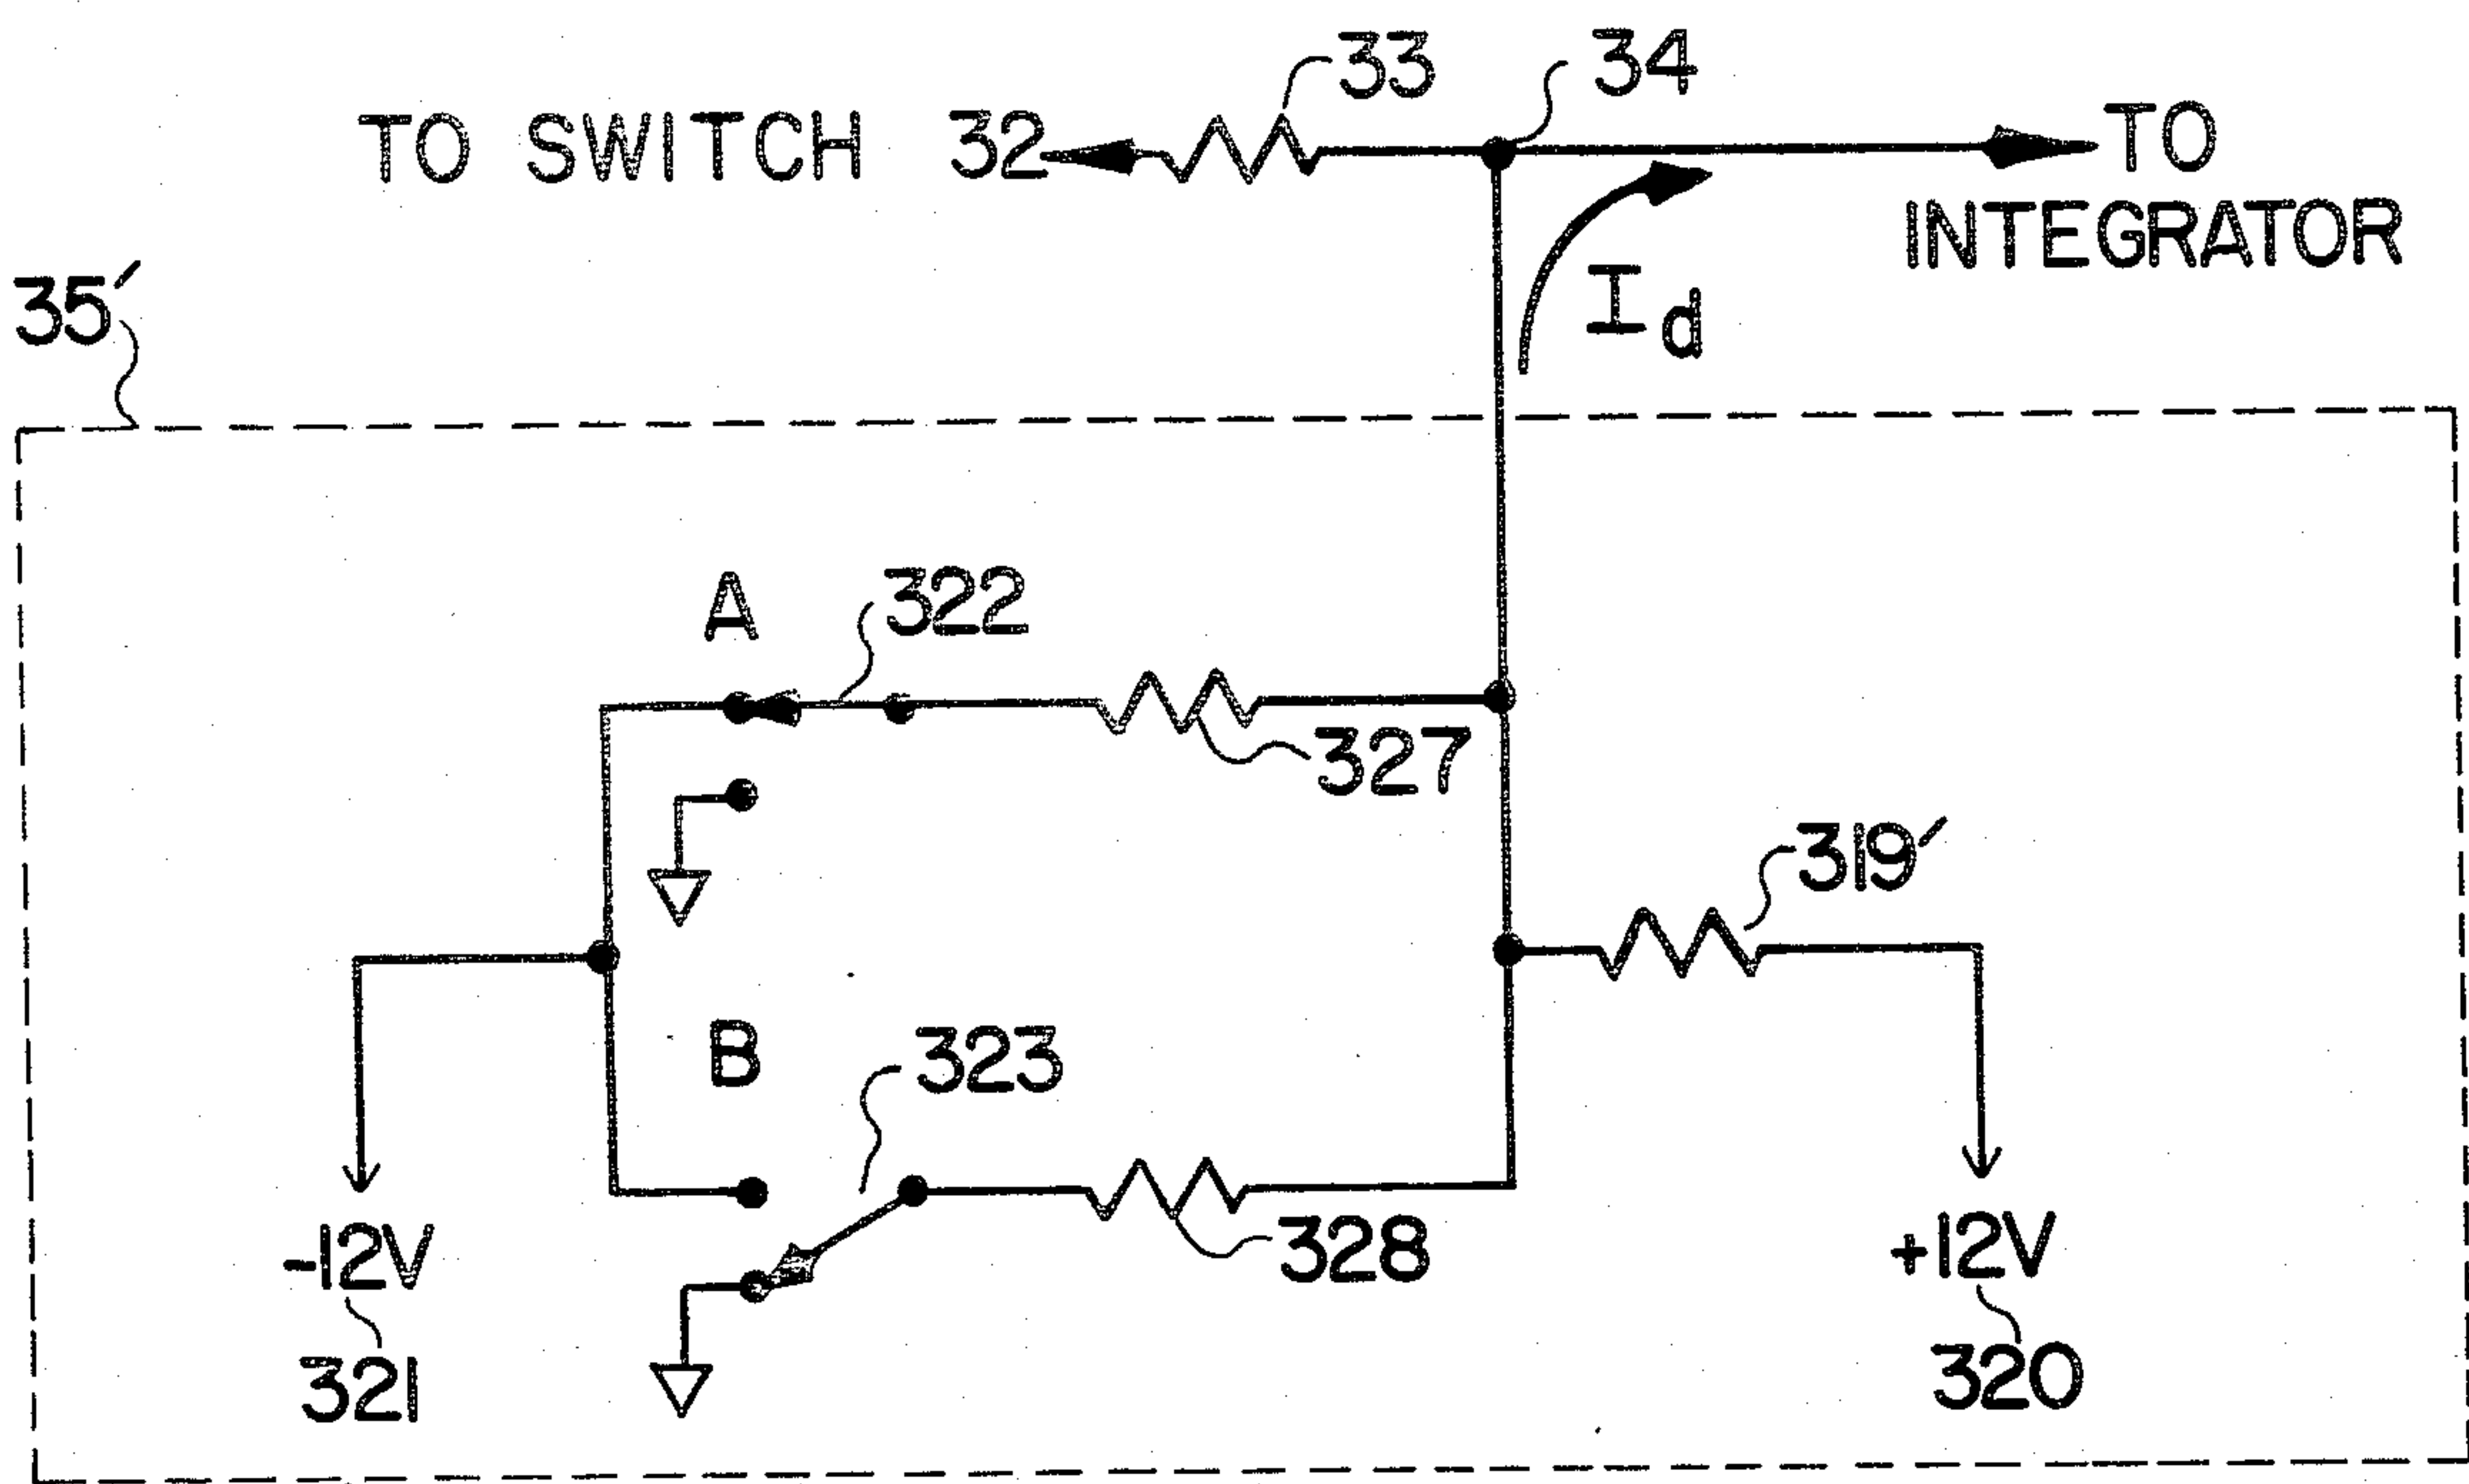 33
34
TO SWITCH 32
TO
INTEGRATOR
35′
Id
A
322
327
319′
B
323
328
-12V
+12V
321
320